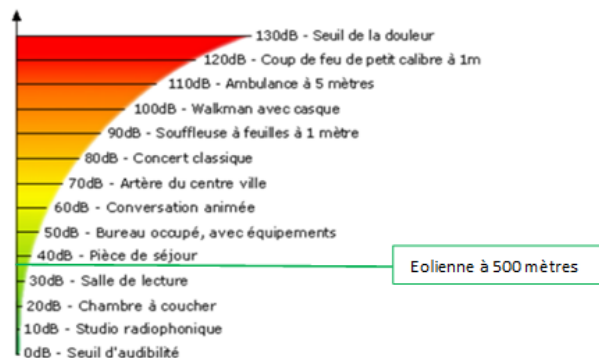 130dB - Seuil de la douleur
120dB - Coup de feu de petit calibre à 1m
110dB - Ambulance à 5 mètres
100dB - Walkman avec casque
90dB - Souffleuse à feuilles à 1 mètre
80dB - Concert classique
70dB - Artère du centre ville
60dB - Conversation animée
50dB - Bureau occupé, avec équipements
40dB - Pièce de séjour
Eolienne à 500 mètres
30dB - Salle de lecture
20dB - Chambre à coucher
10dB - Studio radiophonique
0dB - Seuil d'audibilité